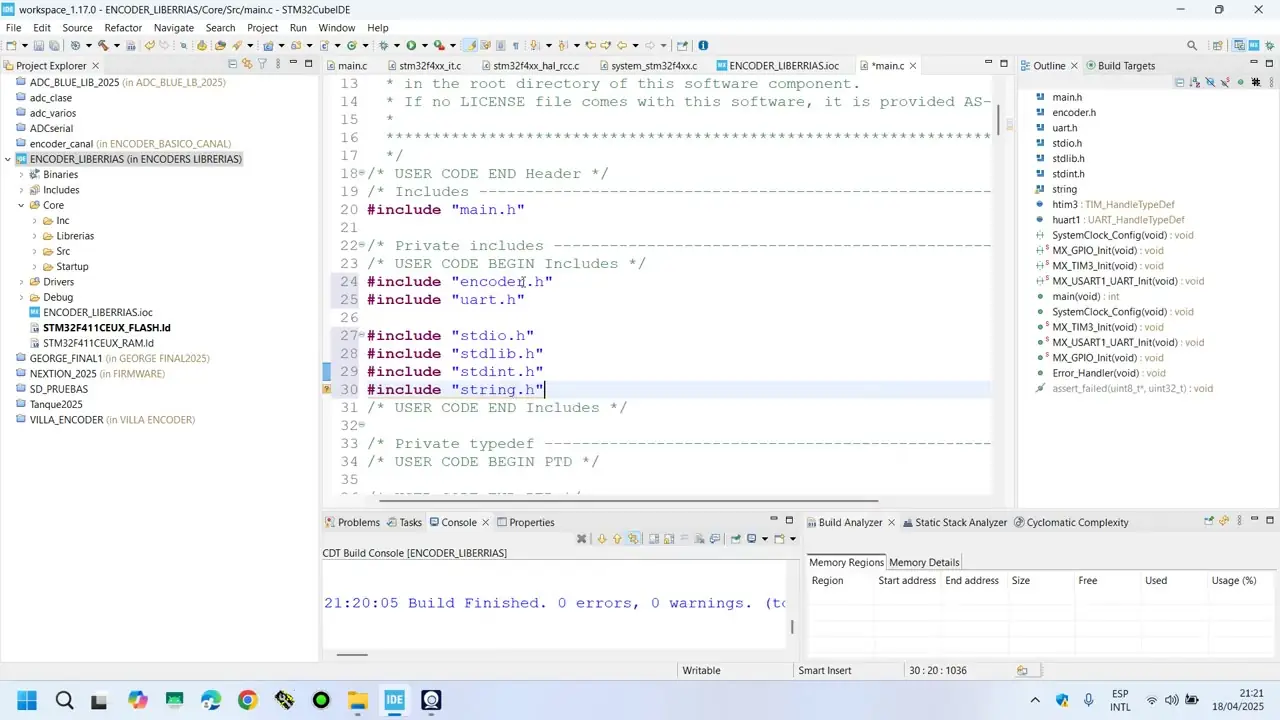 workspace_1.17.0 - ENCODER_LIBERRIAS/Core/Src/main.c - STM32CubeIDE
File Edit Source Refactor Navigate Search Project Run Window Help
Project Explorer
ADC_BLUE_LIB_2025 (in ADC_BLUE_LIB_2025)
adc_clase
adc_varios
ADCserial
encoder_canal (in ENCODER_BASICO_CANAL)
ENCODER_LIBERRIAS (in ENCODERS LIBRERIAS)
Binaries
Includes
Core
Inc
Librerias
Src
Startup
Drivers
Debug
ENCODER_LIBERRIAS.ioc
STM32F411CEUX_FLASH.ld
STM32F411CEUX_RAM.ld
GEORGE_FINAL1 (in GEORGE FINAL2025)
NEXTION_2025 (in FIRMWARE)
SD_PRUEBAS
Tanque2025
VILLA_ENCODER (in VILLA ENCODER)
main.c stm32f4xx_it.c stm32f4xx_hal_rcc.c system_stm32f4xx.c ENCODER_LIBERRIAS.ioc *main.c
13 * in the root directory of this software component.
14 * If no LICENSE file comes with this software, it is provided AS-
15 *
16 ******************************************************************
17 */
18 /* USER CODE END Header */
19 /* Includes -------------------------------------------------------
20 #include "main.h"
21
22 /* Private includes -----------------------------------------------
23 /* USER CODE BEGIN Includes */
24 #include "encoder.h"
25 #include "uart.h"
26
27 #include "stdio.h"
28 #include "stdlib.h"
29 #include "stdint.h"
30 #include "string.h"
31 /* USER CODE END Includes */
32
33 /* Private typedef ------------------------------------------------
34 /* USER CODE BEGIN PTD */
35
Outline Build Targets
main.h
encoder.h
uart.h
stdio.h
stdlib.h
stdint.h
string
htim3 : TIM_HandleTypeDef
huart1 : UART_HandleTypeDef
SystemClock_Config(void) : void
MX_GPIO_Init(void) : void
MX_TIM3_Init(void) : void
MX_USART1_UART_Init(void) : void
main(void) : int
SystemClock_Config(void) : void
MX_TIM3_Init(void) : void
MX_USART1_UART_Init(void) : void
MX_GPIO_Init(void) : void
Error_Handler(void) : void
assert_failed(uint8_t*, uint32_t) : void
Problems Tasks Console Properties
CDT Build Console [ENCODER_LIBERRIAS]
21:20:05 Build Finished. 0 errors, 0 warnings. (to
Build Analyzer Static Stack Analyzer Cyclomatic Complexity
Memory Regions Memory Details
Region Start address End address Size Free Used Usage (%)
Writable Smart Insert 30 : 20 : 1036
IDE
ESP
INTL
21:21
18/04/2025